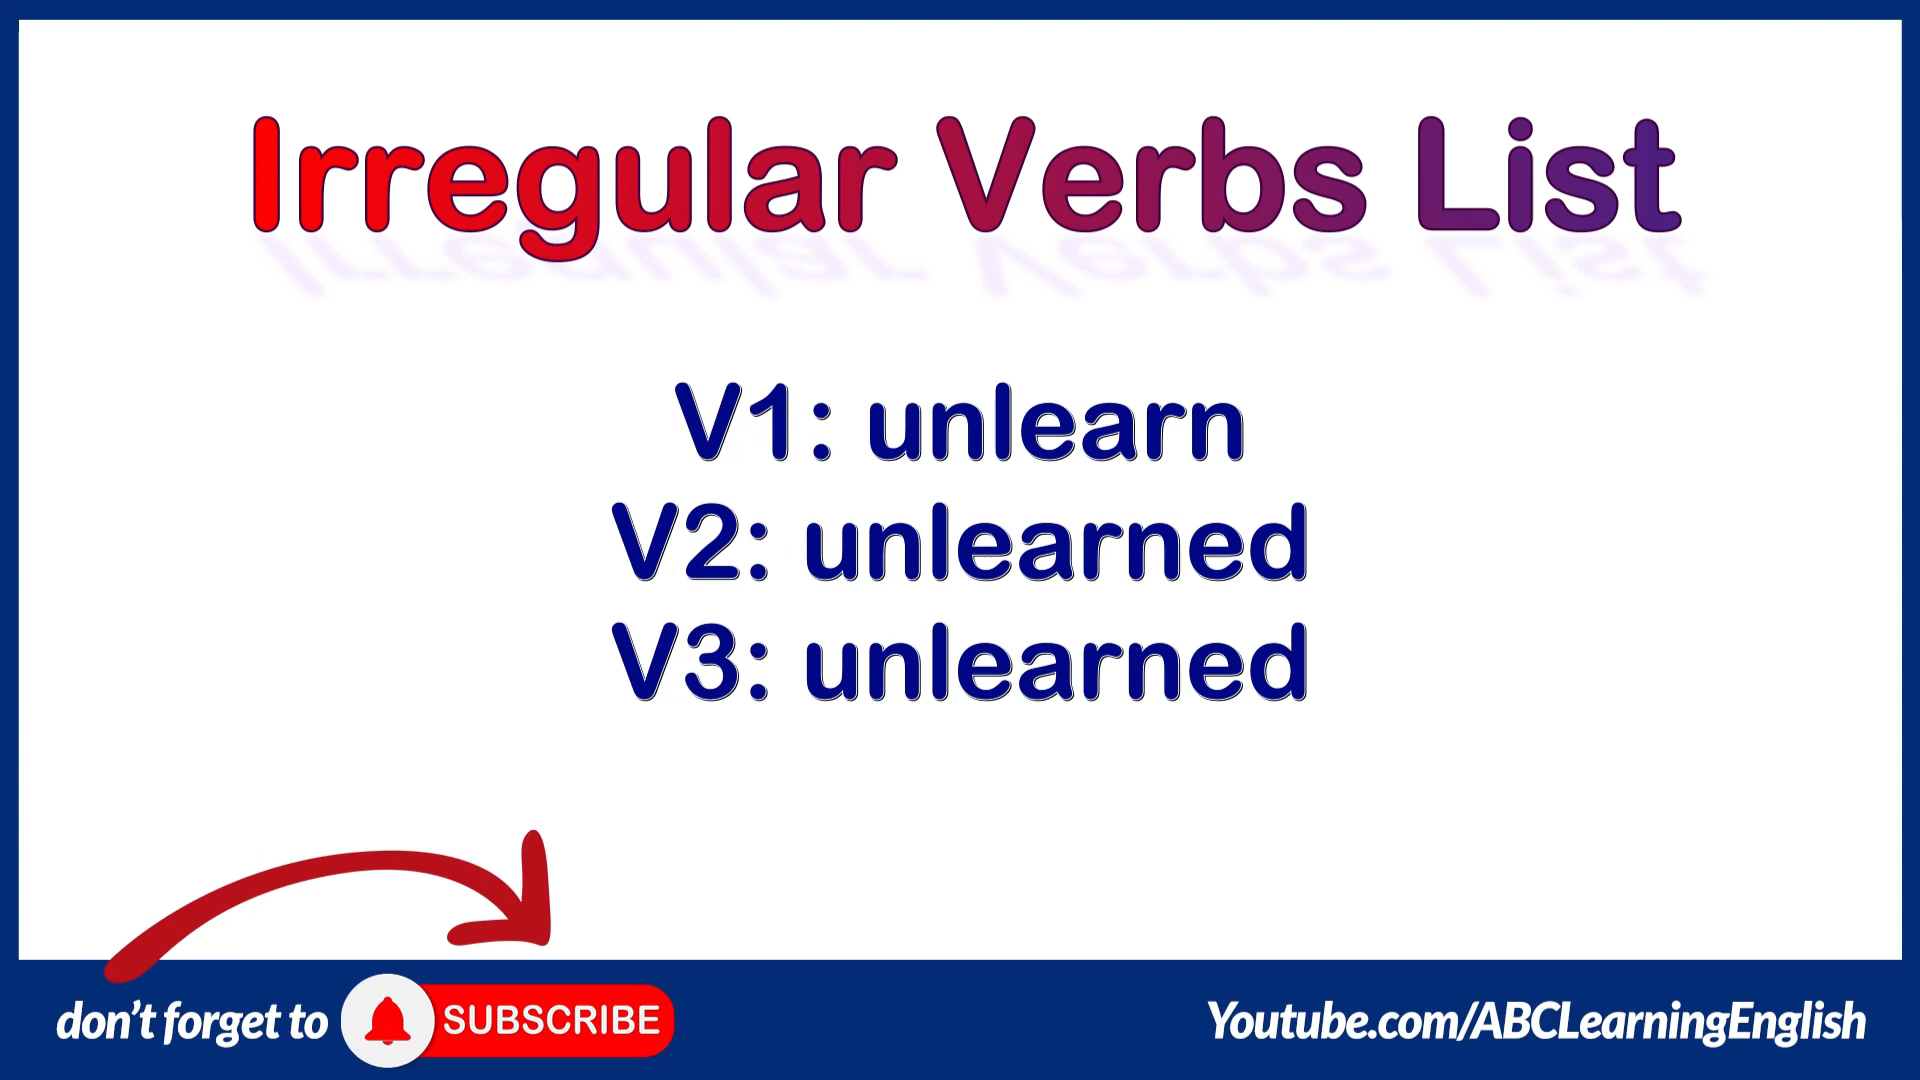 Irregular Verbs List
V1: unlearn
V2: unlearned
V3: unlearned
don't forget to SUBSCRIBE
Youtube.com/ABCLearningEnglish